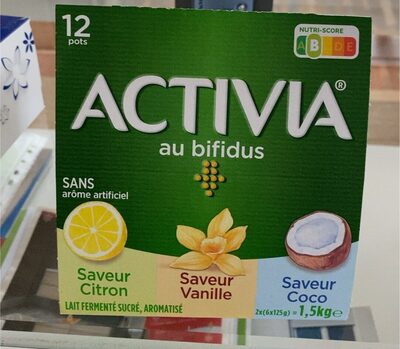 12
pots
NUTRI-SCORE
A B C D E
ACTIVIA®
au bifidus
SANS
arôme artificiel
Saveur
Citron
Saveur
Vanille
Saveur
Coco
LAIT FERMENTÉ SUCRÉ, AROMATISÉ
2x(6x125g) = 1,5kg e